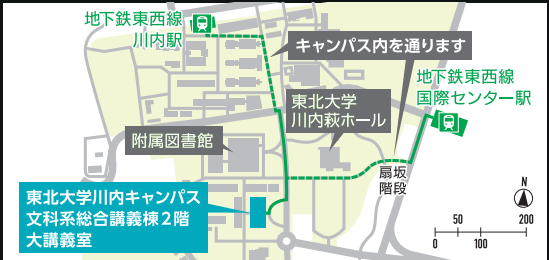 地下鉄東西線
川内駅
キャンパス内を通ります
地下鉄東西線
国際センター駅
東北大学
川内萩ホール
附属図書館
扇坂
階段
東北大学川内キャンパス
文科系総合講義棟2階
大講義室
N
50 200
0 100